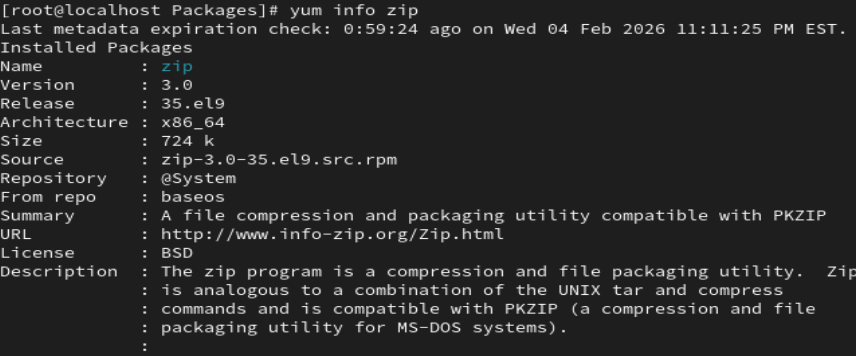 [root@localhost Packages]# yum info zip
Last metadata expiration check: 0:59:24 ago on Wed 04 Feb 2026 11:11:25 PM EST.
Installed Packages
Name         : zip
Version      : 3.0
Release      : 35.el9
Architecture : x86_64
Size         : 724 k
Source       : zip-3.0-35.el9.src.rpm
Repository   : @System
From repo    : baseos
Summary      : A file compression and packaging utility compatible with PKZIP
URL          : http://www.info-zip.org/Zip.html
License      : BSD
Description  : The zip program is a compression and file packaging utility.  Zip
             : is analogous to a combination of the UNIX tar and compress
             : commands and is compatible with PKZIP (a compression and file
             : packaging utility for MS-DOS systems).
             :